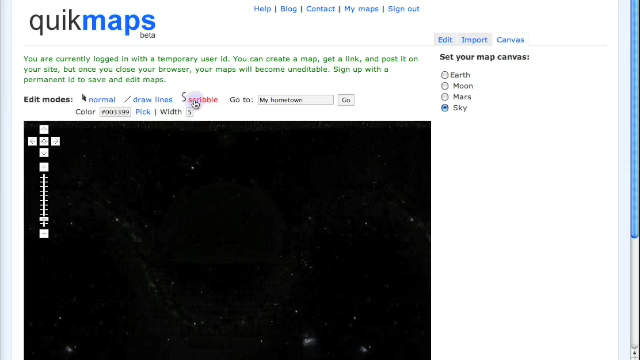 Help | Blog | Contact | My maps | Sign out
quikmaps
beta
Edit Import Canvas
You are currently logged in with a temporary user id. You can create a map, get a link, and post it on
your site, but once you close your browser, your maps will become uneditable. Sign up with a
permanent id to save and edit maps.
Set your map canvas:
Earth
Moon
Mars
Sky
Edit modes: normal draw lines scribble Go to: My hometown Go
Color #003399 Pick | Width 5